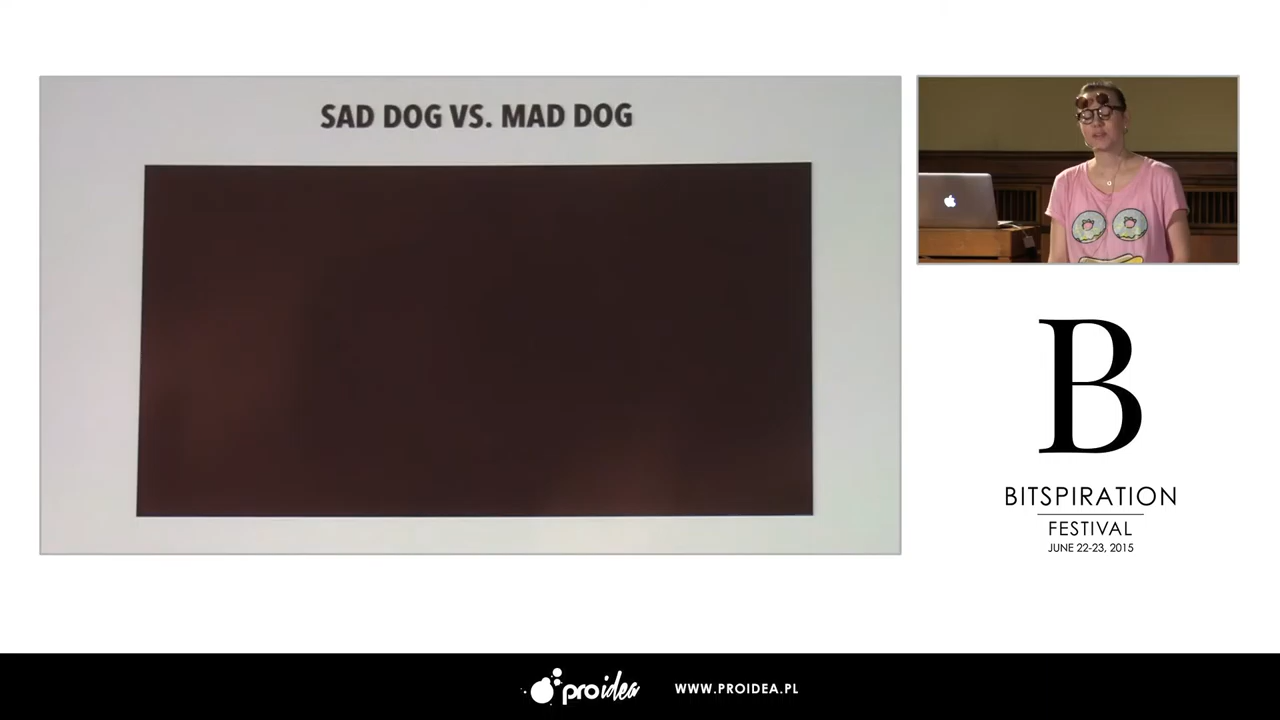 SAD DOG VS. MAD DOG
B
BITSPIRATION
FESTIVAL
JUNE 22-23, 2015
proidea
WWW.PROIDEA.PL